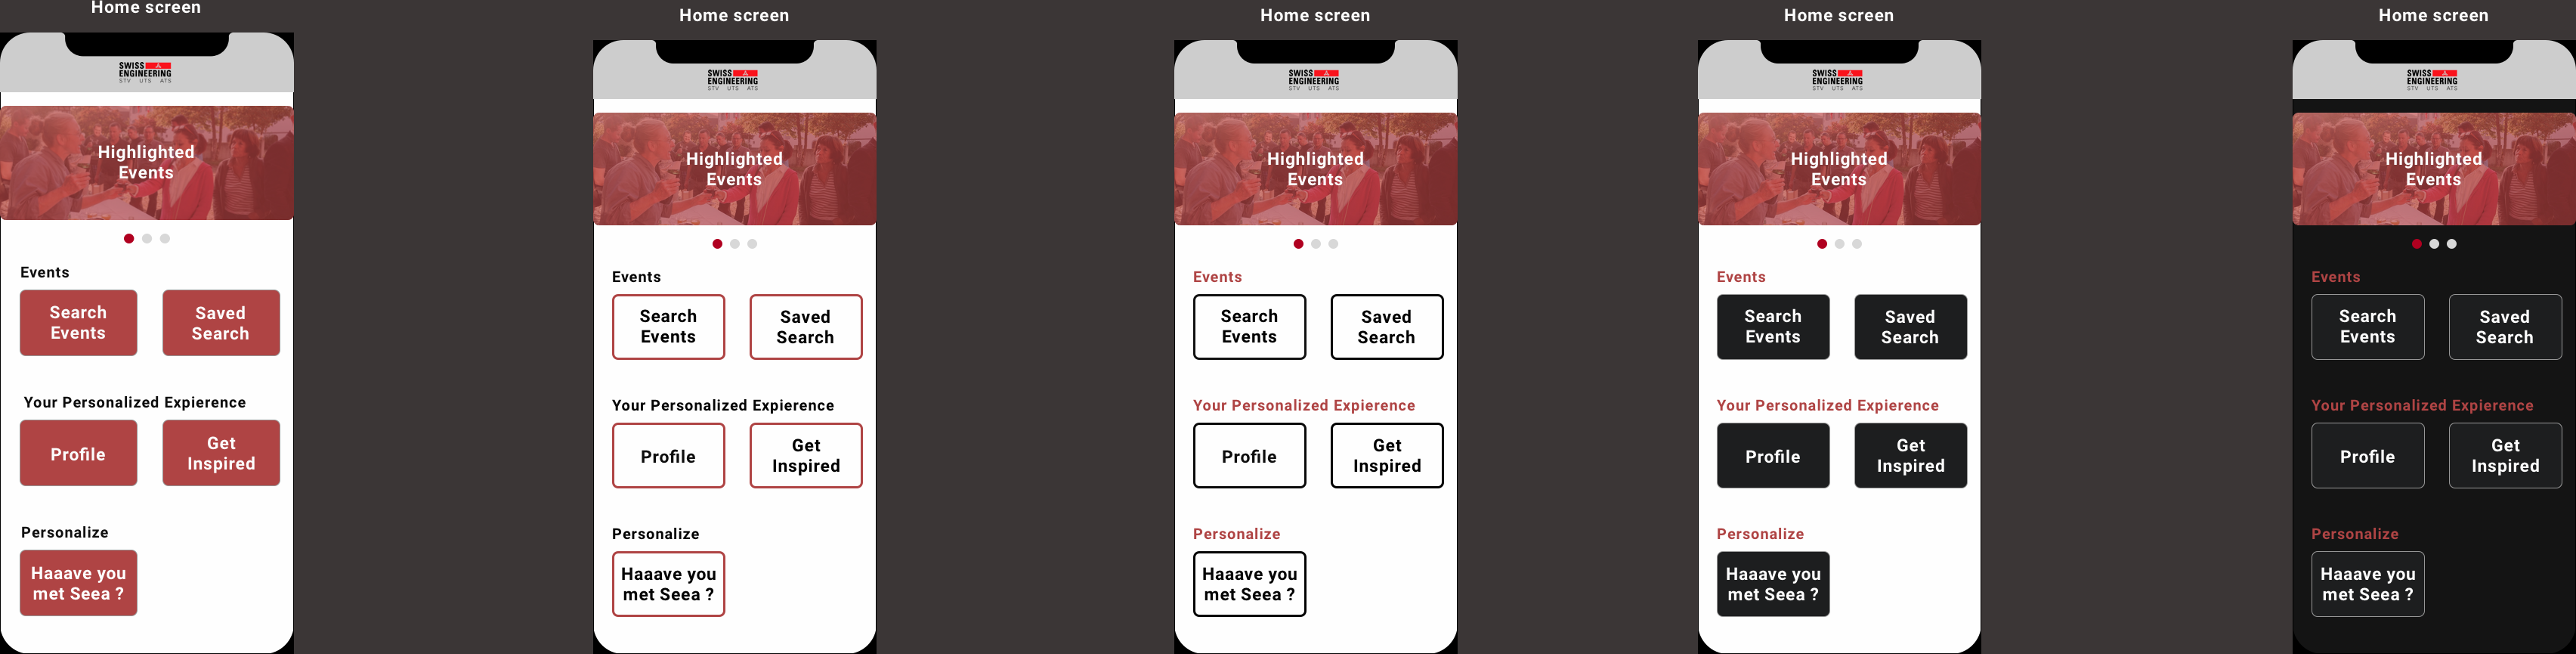 Home screen
SWISS
ENGINEERING
STV UTS ATS
Highlighted
Events
Events
Search
Events
Saved
Search
Your Personalized Expierence
Profile
Get
Inspired
Personalize
Haaave you
met Seea ?
Home screen
SWISS
ENGINEERING
STV UTS ATS
Highlighted
Events
Events
Search
Events
Saved
Search
Your Personalized Expierence
Profile
Get
Inspired
Personalize
Haaave you
met Seea ?
Home screen
SWISS
ENGINEERING
STV UTS ATS
Highlighted
Events
Events
Search
Events
Saved
Search
Your Personalized Expierence
Profile
Get
Inspired
Personalize
Haaave you
met Seea ?
Home screen
SWISS
ENGINEERING
STV UTS ATS
Highlighted
Events
Events
Search
Events
Saved
Search
Your Personalized Expierence
Profile
Get
Inspired
Personalize
Haaave you
met Seea ?
Home screen
SWISS
ENGINEERING
STV UTS ATS
Highlighted
Events
Events
Search
Events
Saved
Search
Your Personalized Expierence
Profile
Get
Inspired
Personalize
Haaave you
met Seea ?